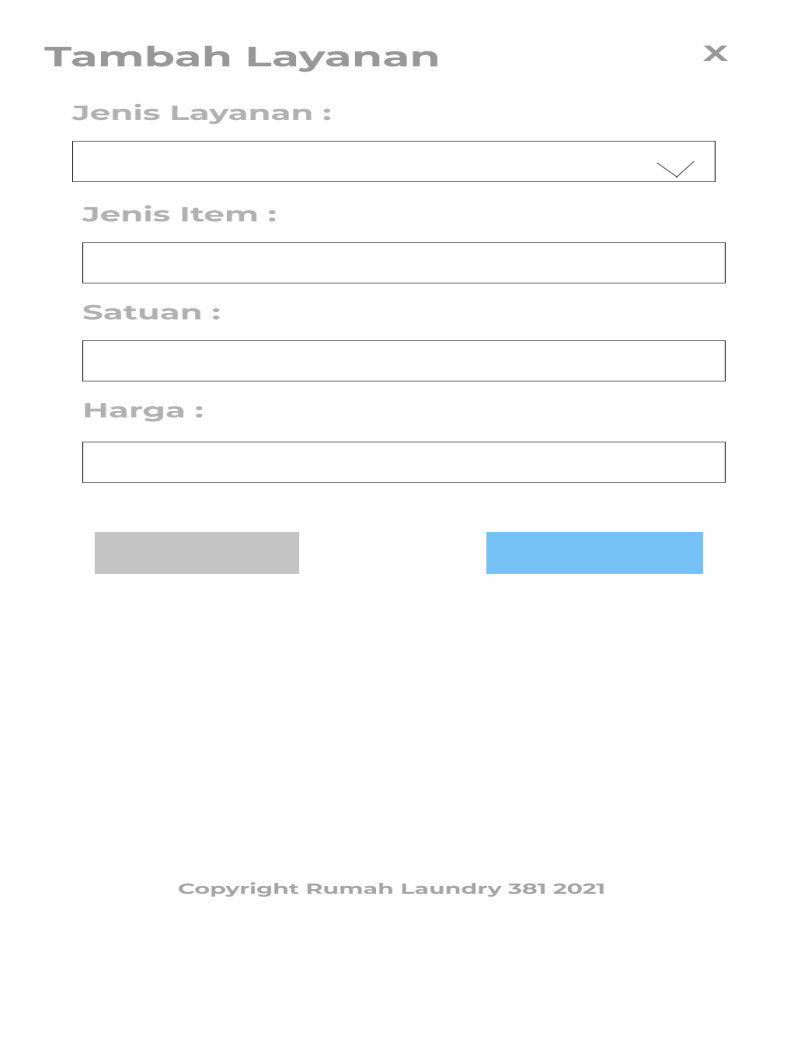 Tambah Layanan X
Jenis Layanan :
Jenis Item :
Satuan :
Harga :
Copyright Rumah Laundry 381 2021